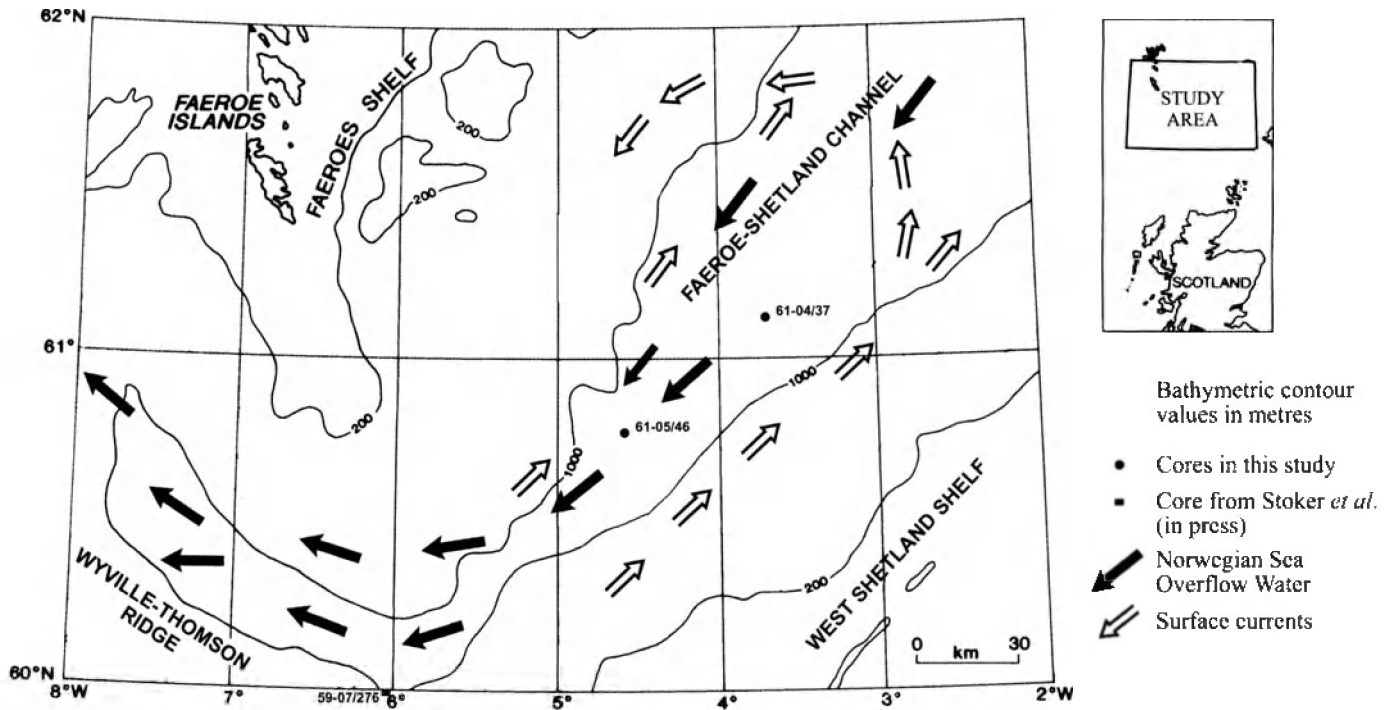 62°N
FAEROE
ISLANDS
FAEROES SHELF
200
200
FAEROE-SHETLAND CHANNEL
61-04/37
61°
200
1000
61-05/46
1000
WYVILLE-THOMSON
RIDGE
200
WEST SHETLAND SHELF
0 30
km
60°N
8°W
7°
59-07/276
6°
5°
4°
3°
2°W
STUDY
AREA
SCOTLAND
Bathymetric contour
values in metres
Cores in this study
Core from Stoker et al.
(in press)
Norwegian Sea
Overflow Water
Surface currents